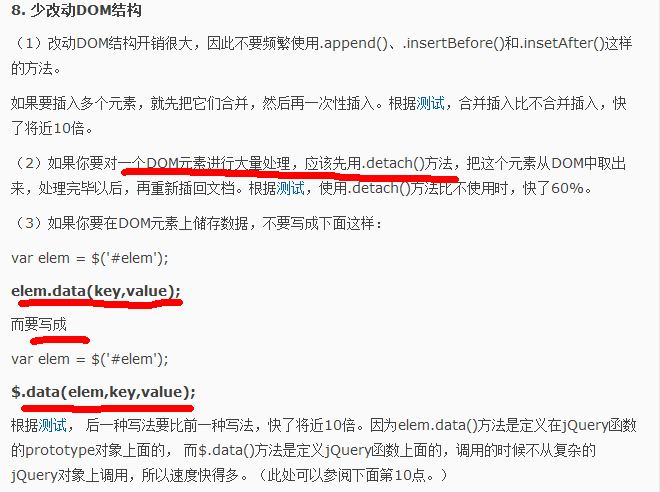 8. 少改动DOM结构
（1）改动DOM结构开销很大，因此不要频繁使用.append()、.insertBefore()和.insetAfter()这样
的方法。
如果要插入多个元素，就先把它们合并，然后再一次性插入。根据测试，合并插入比不合并插入，快
了将近10倍。
（2）如果你要对一个DOM元素进行大量处理，应该先用.detach()方法，把这个元素从DOM中取出
来，处理完毕以后，再重新插回文档。根据测试，使用.detach()方法比不使用时，快了60%。
（3）如果你要在DOM元素上储存数据，不要写成下面这样：
var elem = $('#elem');
elem.data(key,value);
而要写成
var elem = $('#elem');
$.data(elem,key,value);
根据测试， 后一种写法要比前一种写法，快了将近10倍。因为elem.data()方法是定义在jQuery函数
的prototype对象上面的， 而$.data()方法是定义jQuery函数上面的，调用的时候不从复杂的
jQuery对象上调用，所以速度快得多。（此处可以参阅下面第10点。）